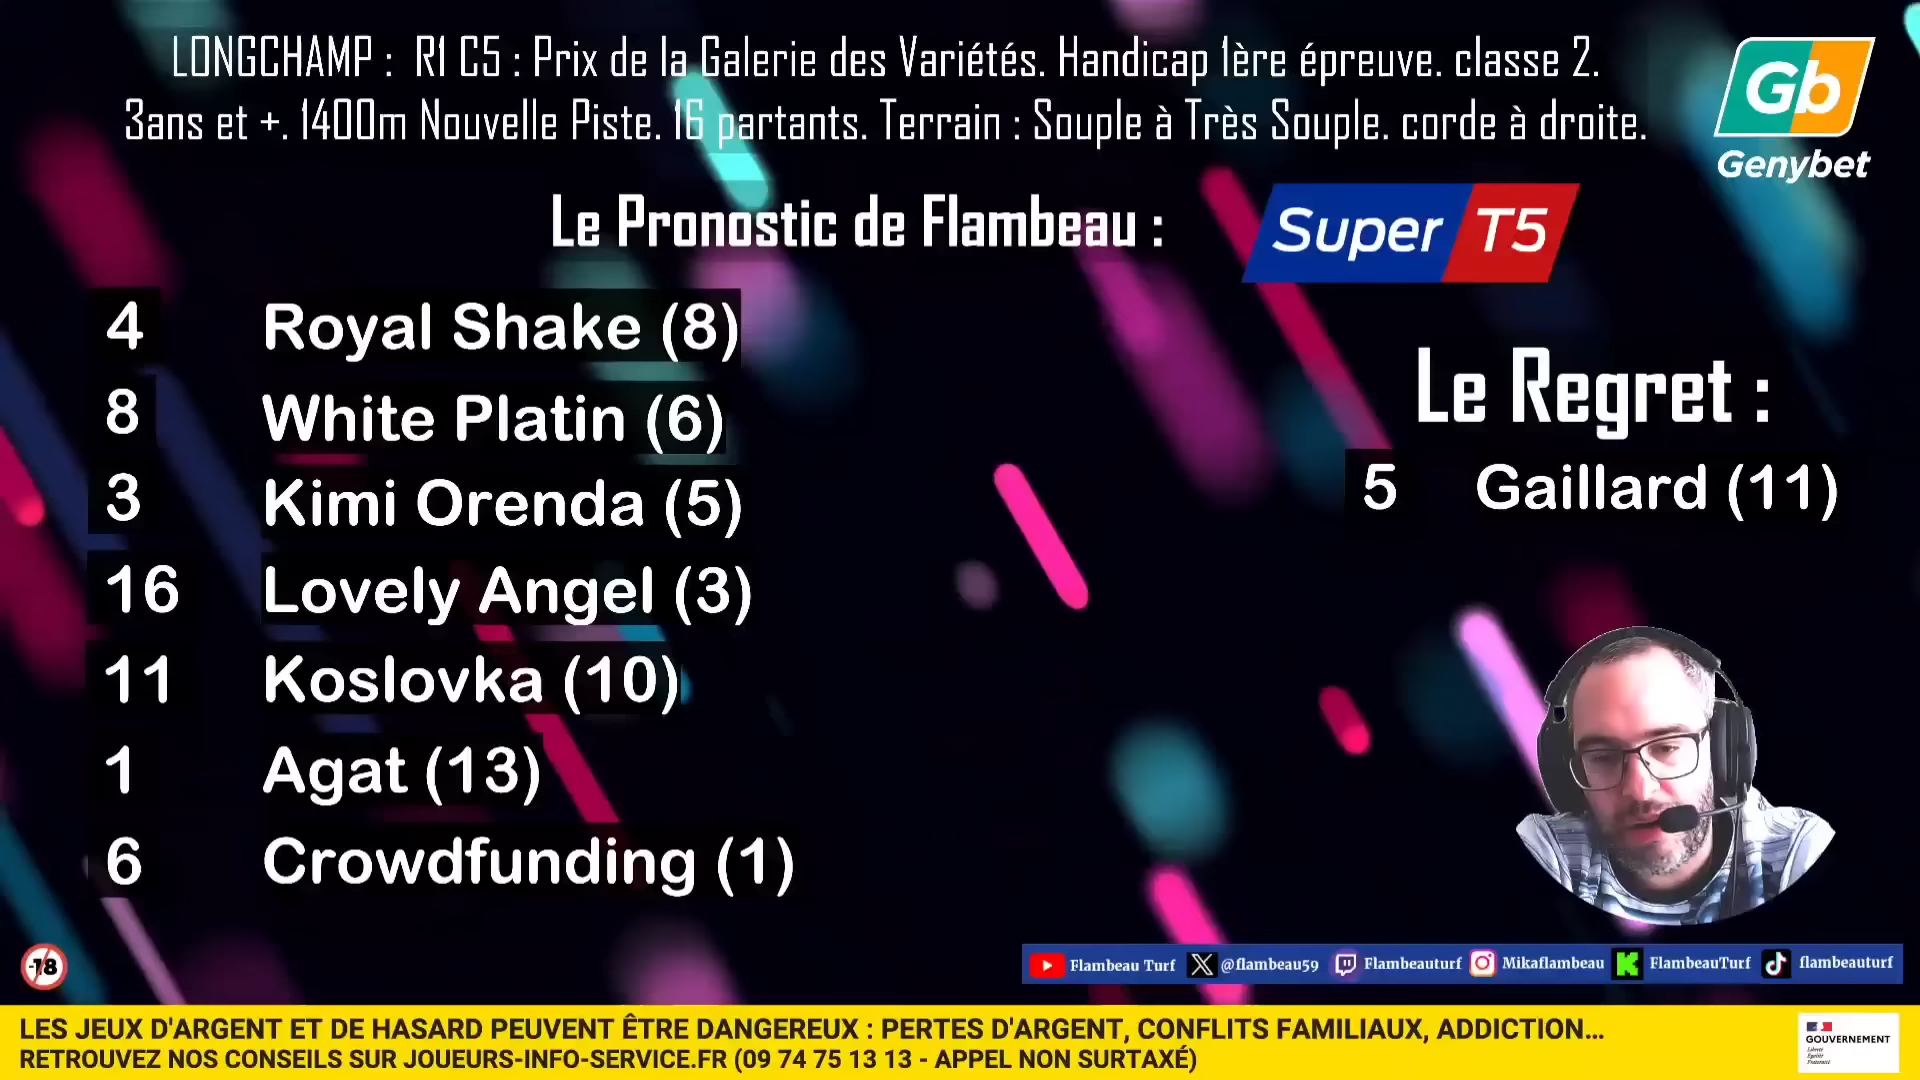 LONGCHAMP : R1 C5 : Prix de la Galerie des Variétés. Handicap 1ère épreuve. classe 2.
3ans et +. 1400m Nouvelle Piste. 16 partants. Terrain : Souple à Très Souple. corde à droite.
Gb
Genybet
Le Pronostic de Flambeau :
Super T5
4 Royal Shake (8)
8 White Platin (6)
3 Kimi Orenda (5)
16 Lovely Angel (3)
11 Koslovka (10)
1 Agat (13)
6 Crowdfunding (1)
Le Regret :
5 Gaillard (11)
-18
Flambeau Turf @flambeau59 Flambeauturf Mikaflambeau FlambeauTurf flambeauturf
LES JEUX D'ARGENT ET DE HASARD PEUVENT ÊTRE DANGEREUX : PERTES D'ARGENT, CONFLITS FAMILIAUX, ADDICTION...
RETROUVEZ NOS CONSEILS SUR JOUEURS-INFO-SERVICE.FR (09 74 75 13 13 - APPEL NON SURTAXÉ)
GOUVERNEMENT
Liberté
Égalité
Fraternité